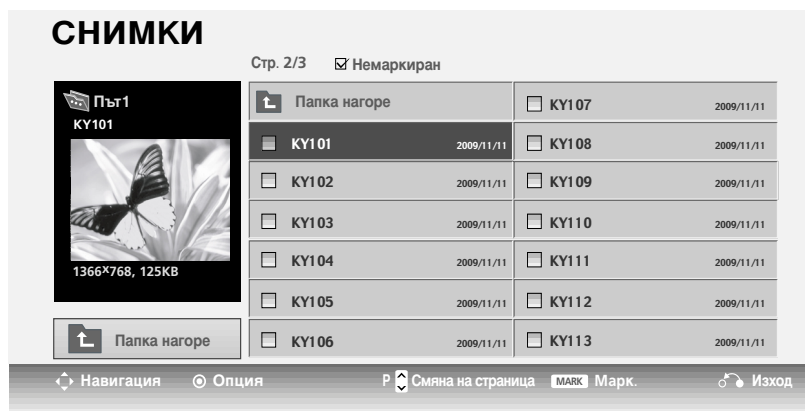 СНИМКИ
Стр. 2/3 Немаркиран
Път1
KY101
1366x768, 125KB
Папка нагоре
Папка нагоре
KY101 2009/11/11
KY102 2009/11/11
KY103 2009/11/11
KY104 2009/11/11
KY105 2009/11/11
KY106 2009/11/11
KY107 2009/11/11
KY108 2009/11/11
KY109 2009/11/11
KY110 2009/11/11
KY111 2009/11/11
KY112 2009/11/11
KY113 2009/11/11
Навигация Опция P Смяна на страница MARK Марк. Изход